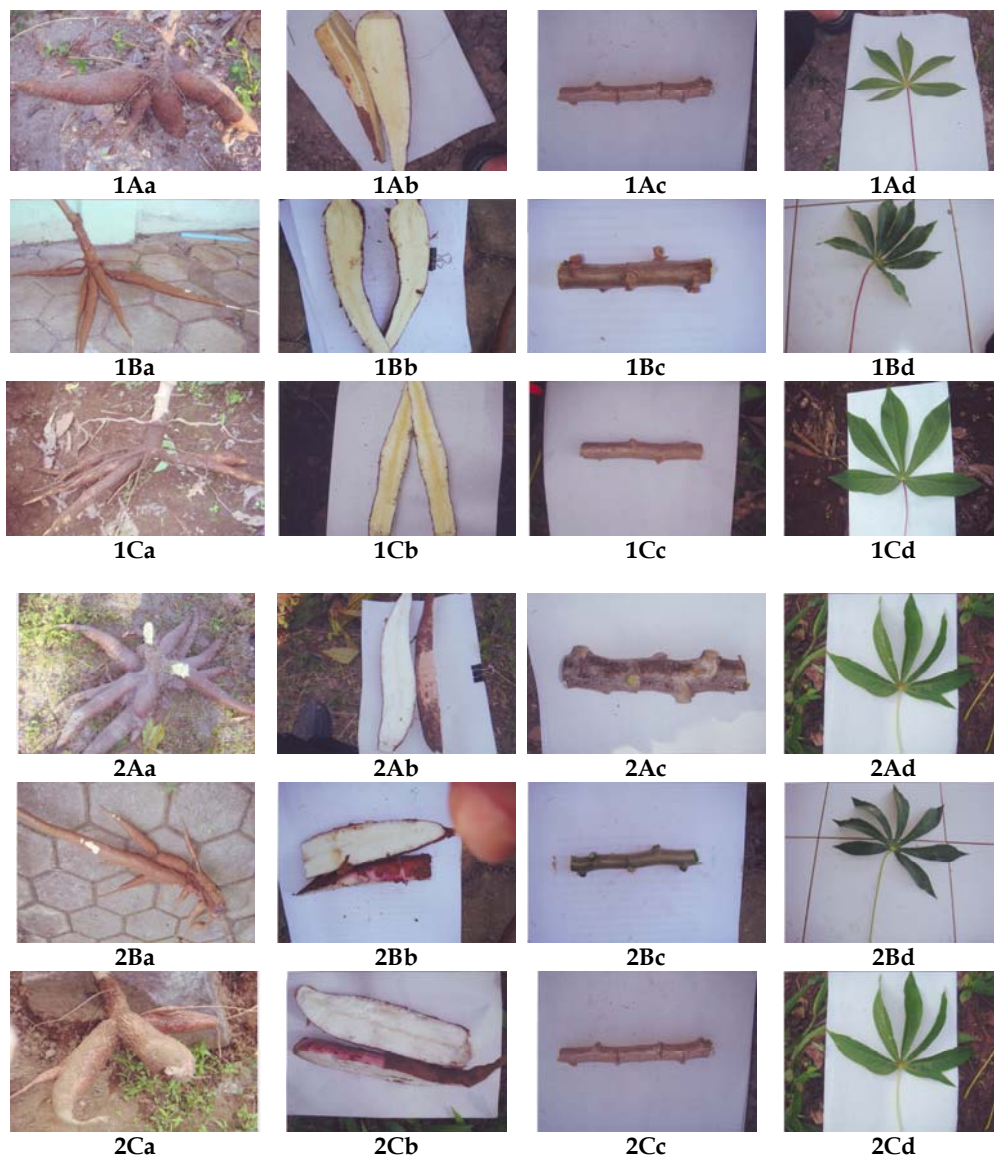 1Aa 1Ab 1Ac 1Ad
1Ba 1Bb 1Bc 1Bd
1Ca 1Cb 1Cc 1Cd
2Aa 2Ab 2Ac 2Ad
2Ba 2Bb 2Bc 2Bd
2Ca 2Cb 2Cc 2Cd